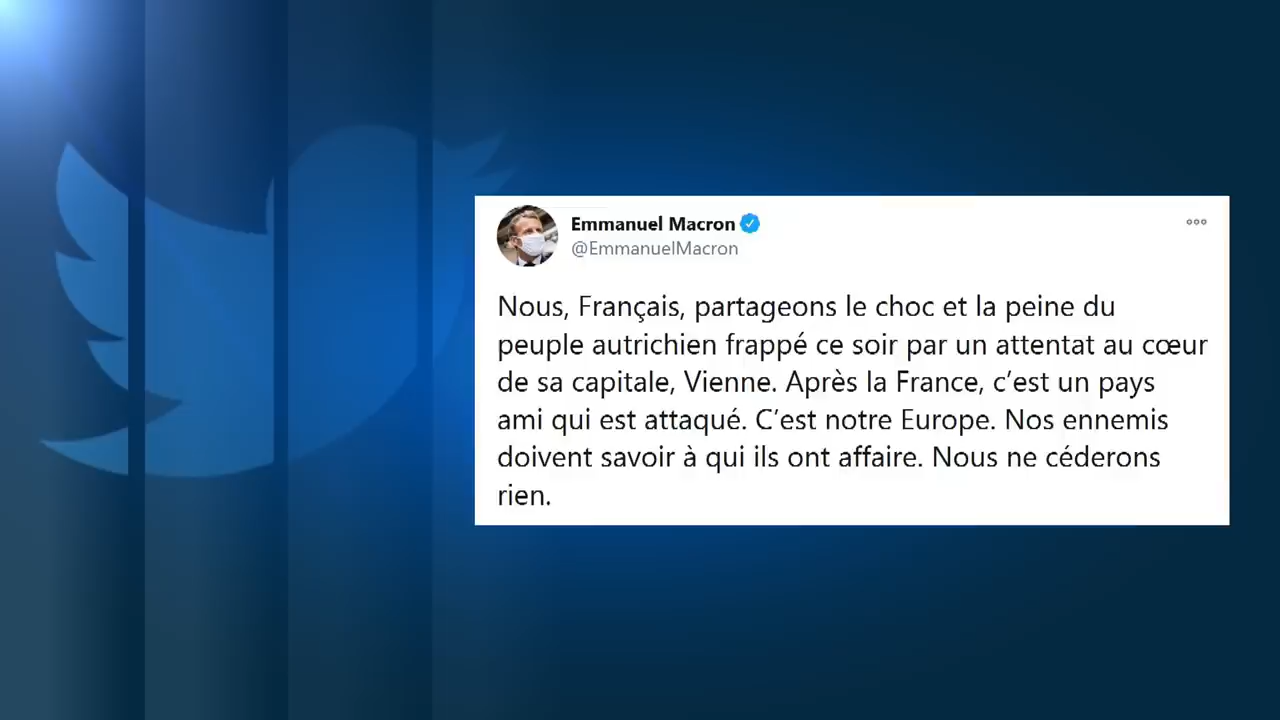 Emmanuel Macron
@EmmanuelMacron
Nous, Français, partageons le choc et la peine du
peuple autrichien frappé ce soir par un attentat au cœur
de sa capitale, Vienne. Après la France, c’est un pays
ami qui est attaqué. C’est notre Europe. Nos ennemis
doivent savoir à qui ils ont affaire. Nous ne céderons
rien.